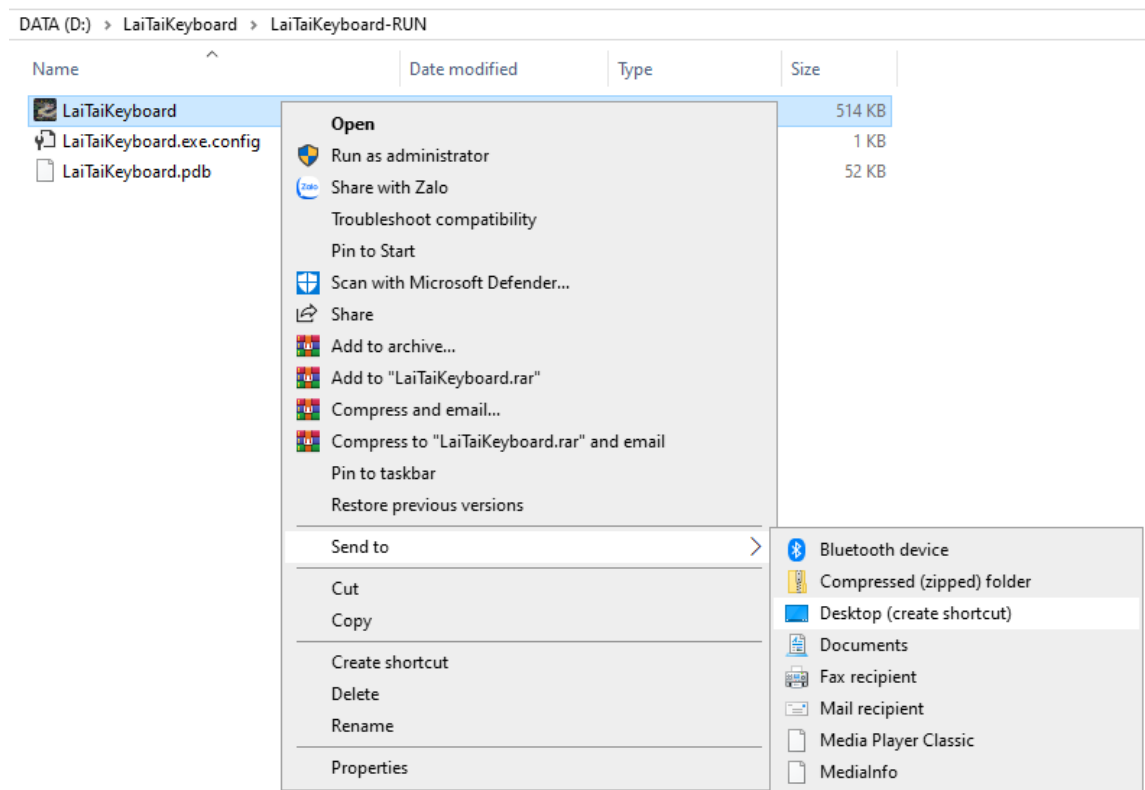 DATA (D:) > LaiTaiKeyboard > LaiTaiKeyboard-RUN
Name Date modified Type Size
LaiTaiKeyboard 514 KB
LaiTaiKeyboard.exe.config 1 KB
LaiTaiKeyboard.pdb 52 KB
Open
Run as administrator
Zalo Share with Zalo
Troubleshoot compatibility
Pin to Start
Scan with Microsoft Defender...
Share
Add to archive...
Add to "LaiTaiKeyboard.rar"
Compress and email...
Compress to "LaiTaiKeyboard.rar" and email
Pin to taskbar
Restore previous versions
Send to
Cut
Copy
Create shortcut
Delete
Rename
Properties
Bluetooth device
Compressed (zipped) folder
Desktop (create shortcut)
Documents
Fax recipient
Mail recipient
Media Player Classic
MediaInfo